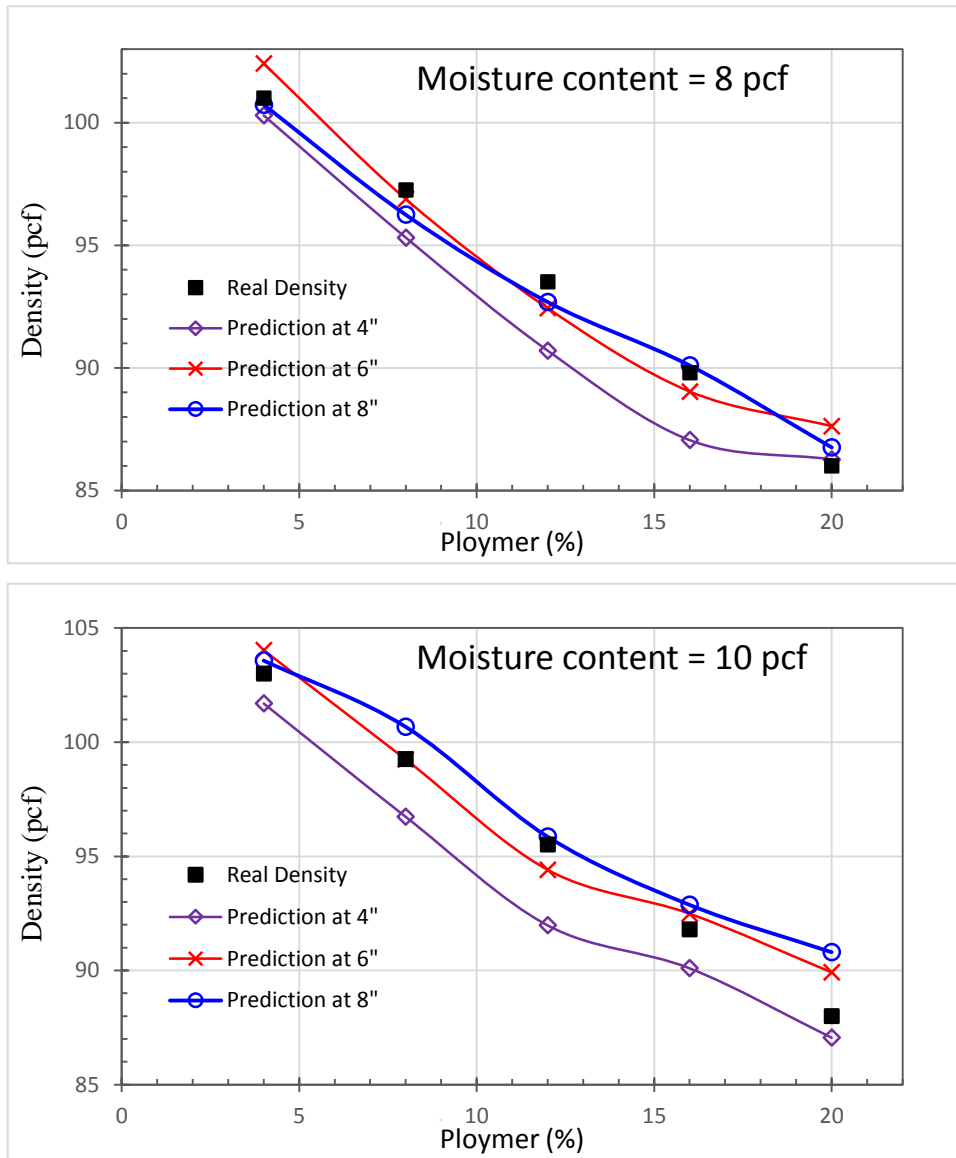 Moisture content = 8 pcf
100
95
90
85
Density (pcf)
Real Density
Prediction at 4"
Prediction at 6"
Prediction at 8"
0 5 10 15 20
Ploymer (%)
Moisture content = 10 pcf
105
100
95
90
85
Density (pcf)
Real Density
Prediction at 4"
Prediction at 6"
Prediction at 8"
0 5 10 15 20
Ploymer (%)